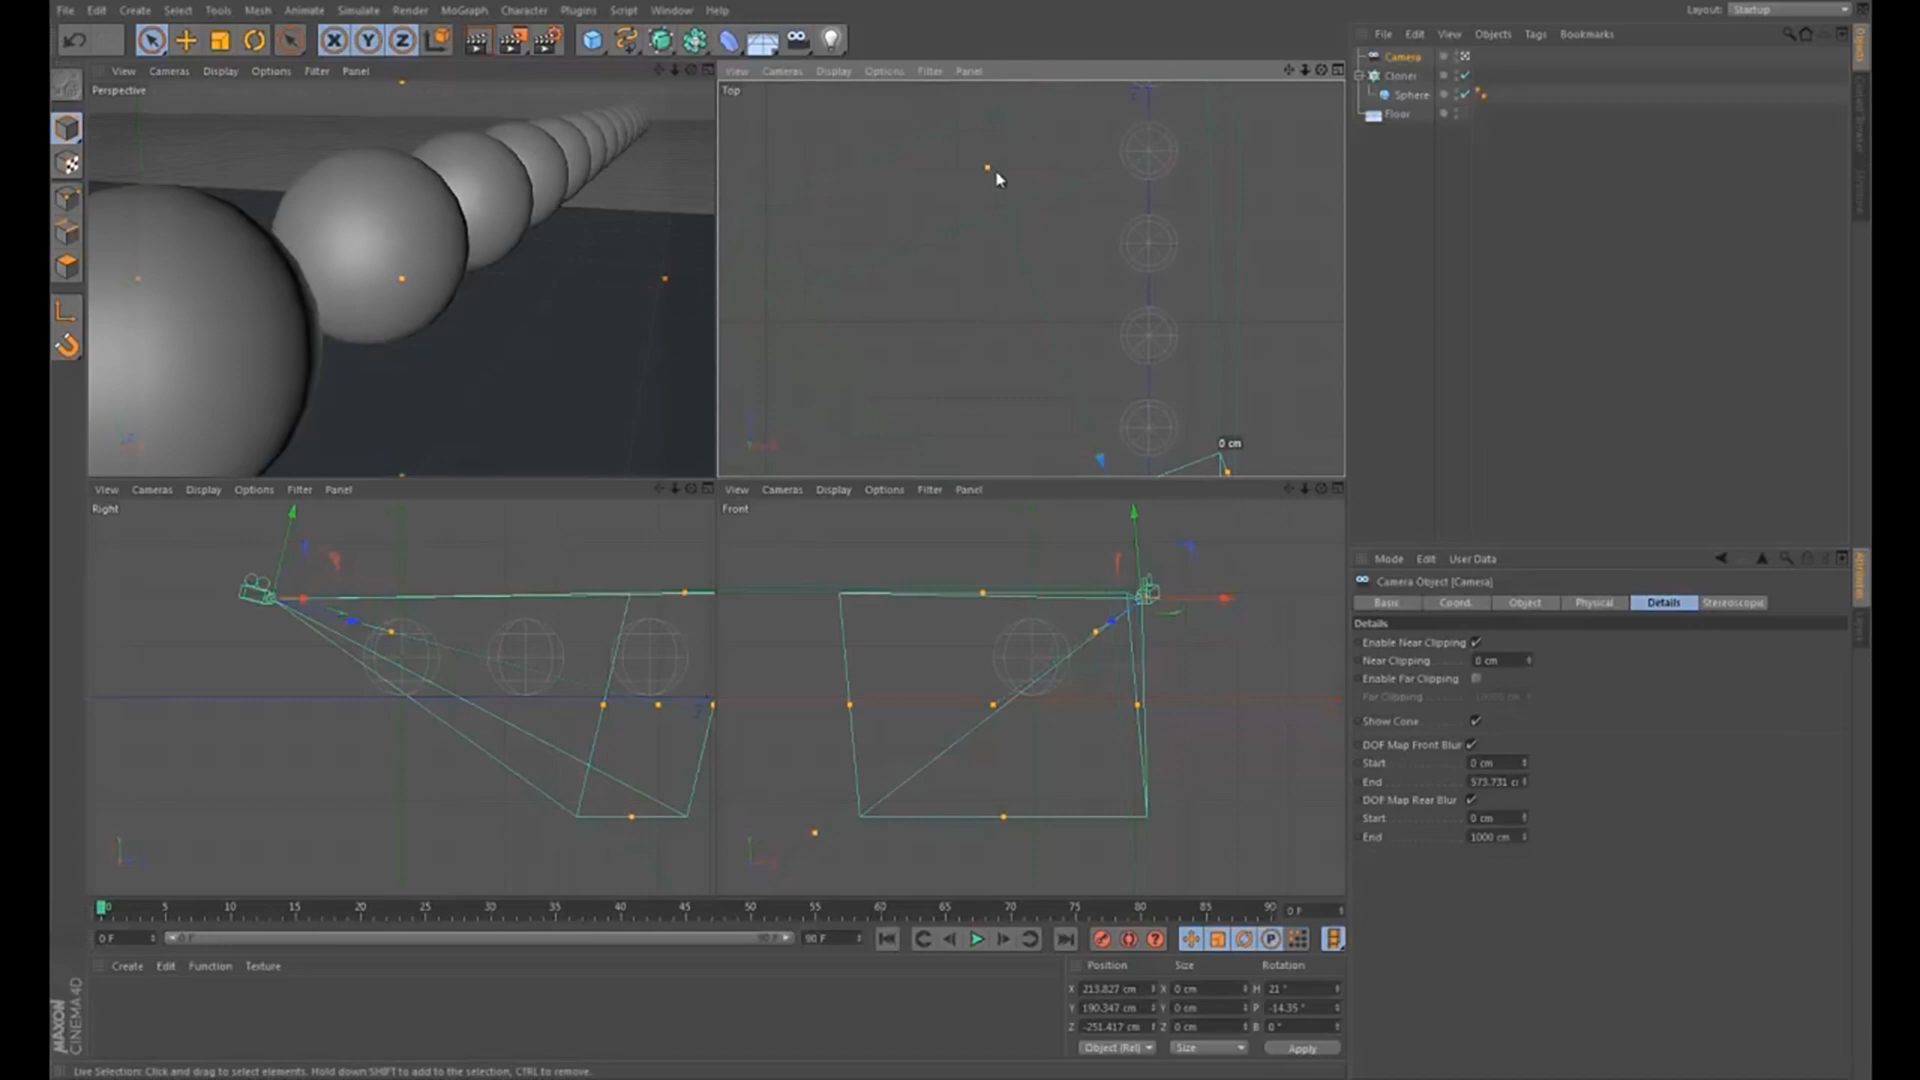 File Edit Create Select Tools Mesh Animate Simulate Render MoGraph Character Plugins Script Window Help
Layout: Startup
File Edit View Objects Tags Bookmarks
Camera
Cloner
Sphere
Floor
View Cameras Display Options Filter Panel
Perspective
View Cameras Display Options Filter Panel
Top
0 cm
View Cameras Display Options Filter Panel
Right
View Cameras Display Options Filter Panel
Front
Mode Edit User Data
Camera Object [Camera]
Basic Coord. Object Physical Details Stereoscopic
Details
Enable Near Clipping
Near Clipping 0 cm
Enable Far Clipping
Far Clipping
Show Cone
DOF Map Front Blur
Start 0 cm
End 573.731 c
DOF Map Rear Blur
Start 0 cm
End 1000 cm
0 5 10 15 20 25 30 35 40 45 50 55 60 65 70 75 80 85 90 0 F
0 F 90 F
Create Edit Function Texture
Position Size Rotation
X 213.827 cm X 0 cm H 21 °
Y 190.347 cm Y 0 cm P -14.35 °
Z -251.417 cm Z 0 cm B 0 °
Object (Rel) Size Apply
MAXON CINEMA 4D
Live Selection: Click and drag to select elements. Hold down SHIFT to add to the selection, CTRL to remove.